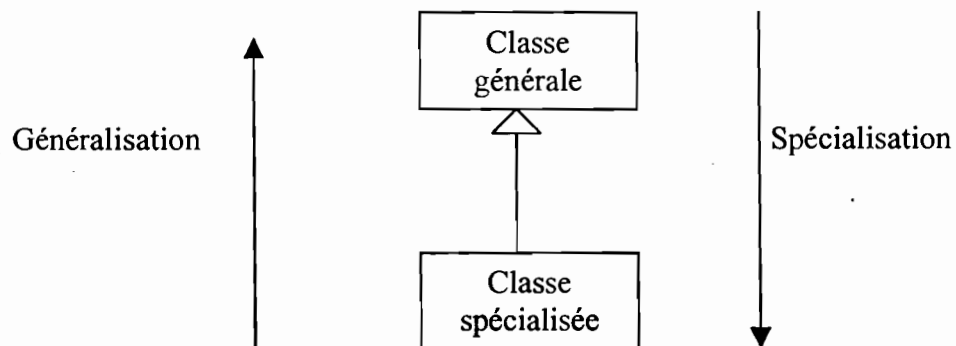 Classe
générale
Généralisation
Spécialisation
Classe
spécialisée